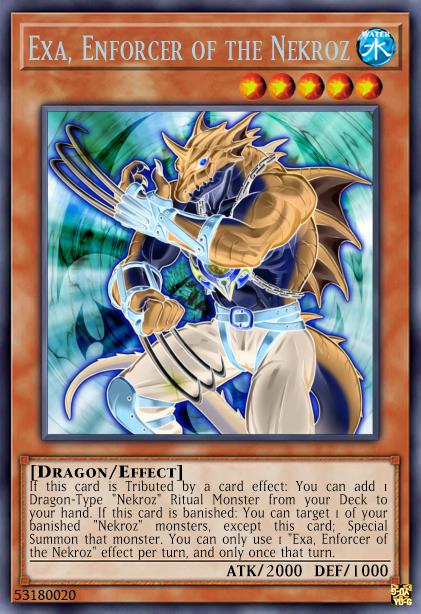 Exa, Enforcer of the Nekroz
WATER
水
[Dragon/Effect]
If this card is Tributed by a card effect: You can add 1
Dragon-Type "Nekroz" Ritual Monster from your Deck to
your hand. If this card is banished: You can target 1 of your
banished "Nekroz" monsters, except this card; Special
Summon that monster. You can only use 1 "Exa, Enforcer of
the Nekroz" effect per turn, and only once that turn.
ATK/2000 DEF/1000
53180020